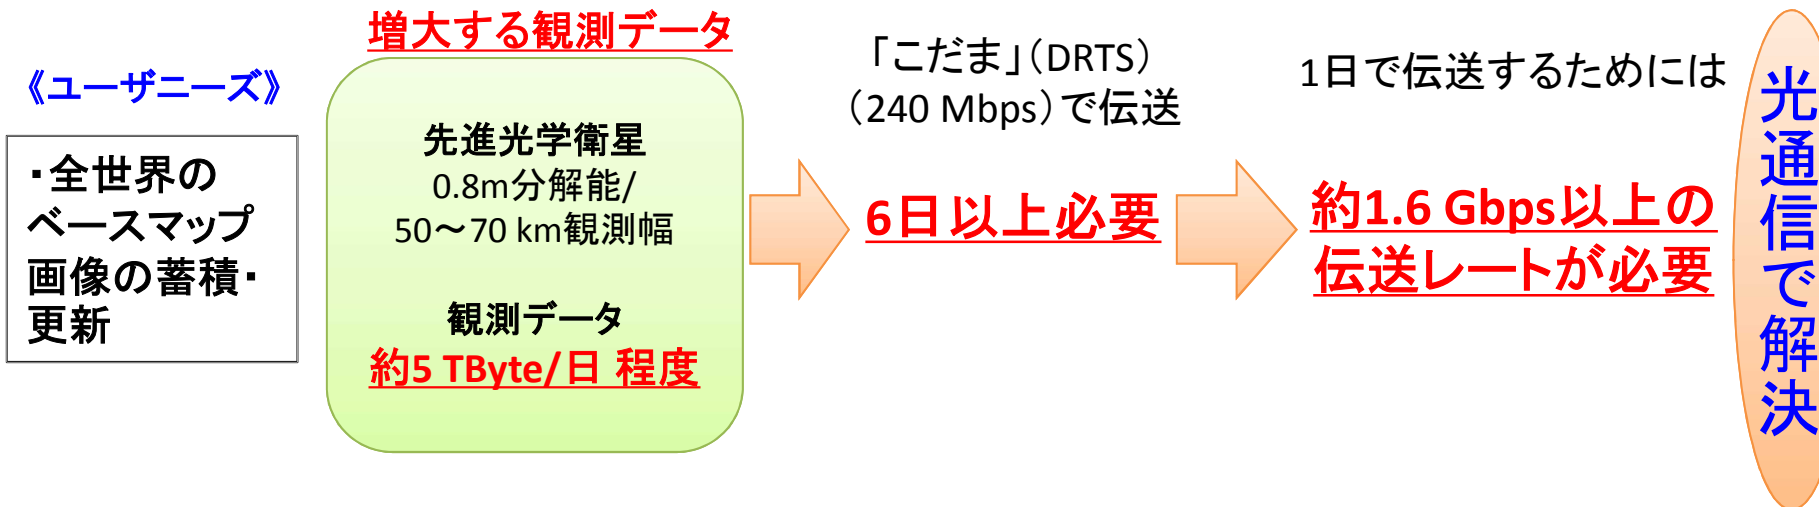 《ユーザニーズ》
・全世界の
ベースマップ
画像の蓄積・
更新
増大する観測データ
先進光学衛星
0.8m分解能/
50～70 km観測幅
観測データ
約5 TByte/日 程度
「こだま」（DRTS）
（240 Mbps）で伝送
6日以上必要
1日で伝送するためには
約1.6 Gbps以上の
伝送レートが必要
光通信で解決